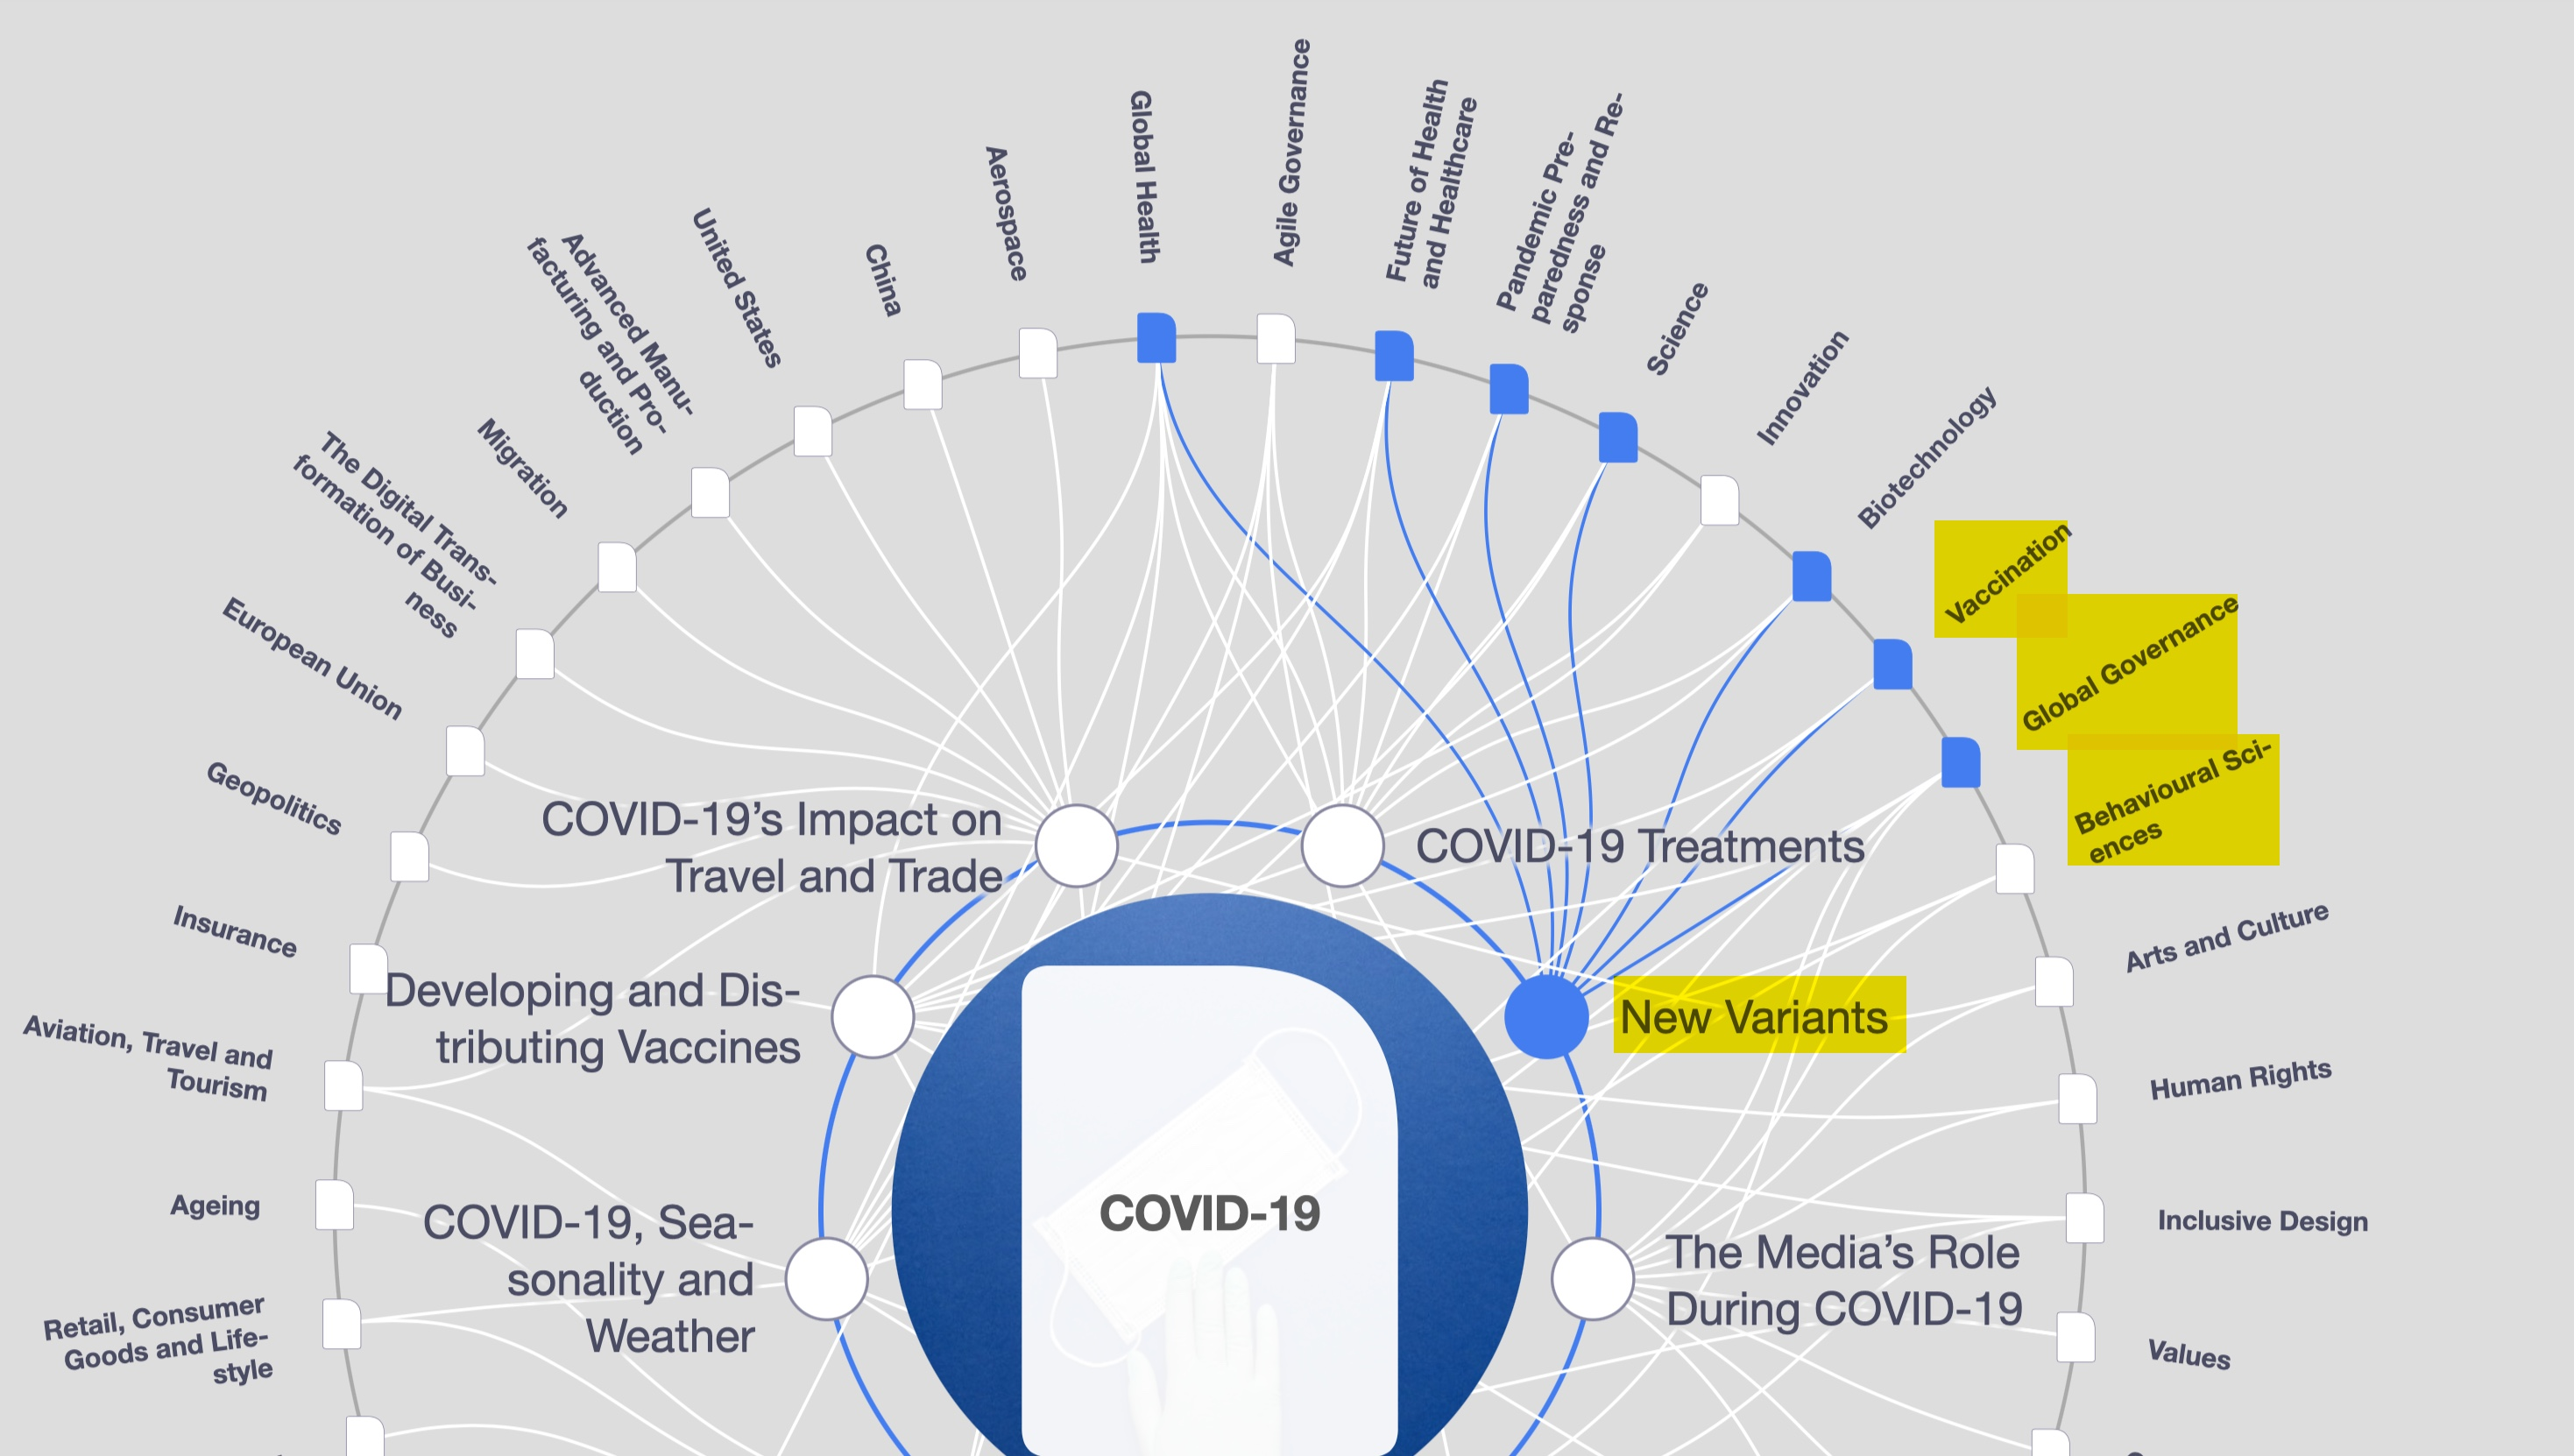 Global Health
Agile Governance
Future of Health
and Healthcare
Pandemic Pre-
paredness and Re-
sponse
Science
Innovation
Biotechnology
Vaccination
Global Governance
Behavioural Sci-
ences
Arts and Culture
Human Rights
Inclusive Design
Values
Aerospace
China
United States
Advanced Manu-
facturing and Pro-
duction
Migration
The Digital Trans-
formation of Busi-
ness
European Union
Geopolitics
Insurance
Aviation, Travel and
Tourism
Ageing
Retail, Consumer
Goods and Life-
style
COVID-19's Impact on
Travel and Trade
COVID-19 Treatments
Developing and Dis-
tributing Vaccines
New Variants
COVID-19, Sea-
sonality and
Weather
The Media's Role
During COVID-19
COVID-19